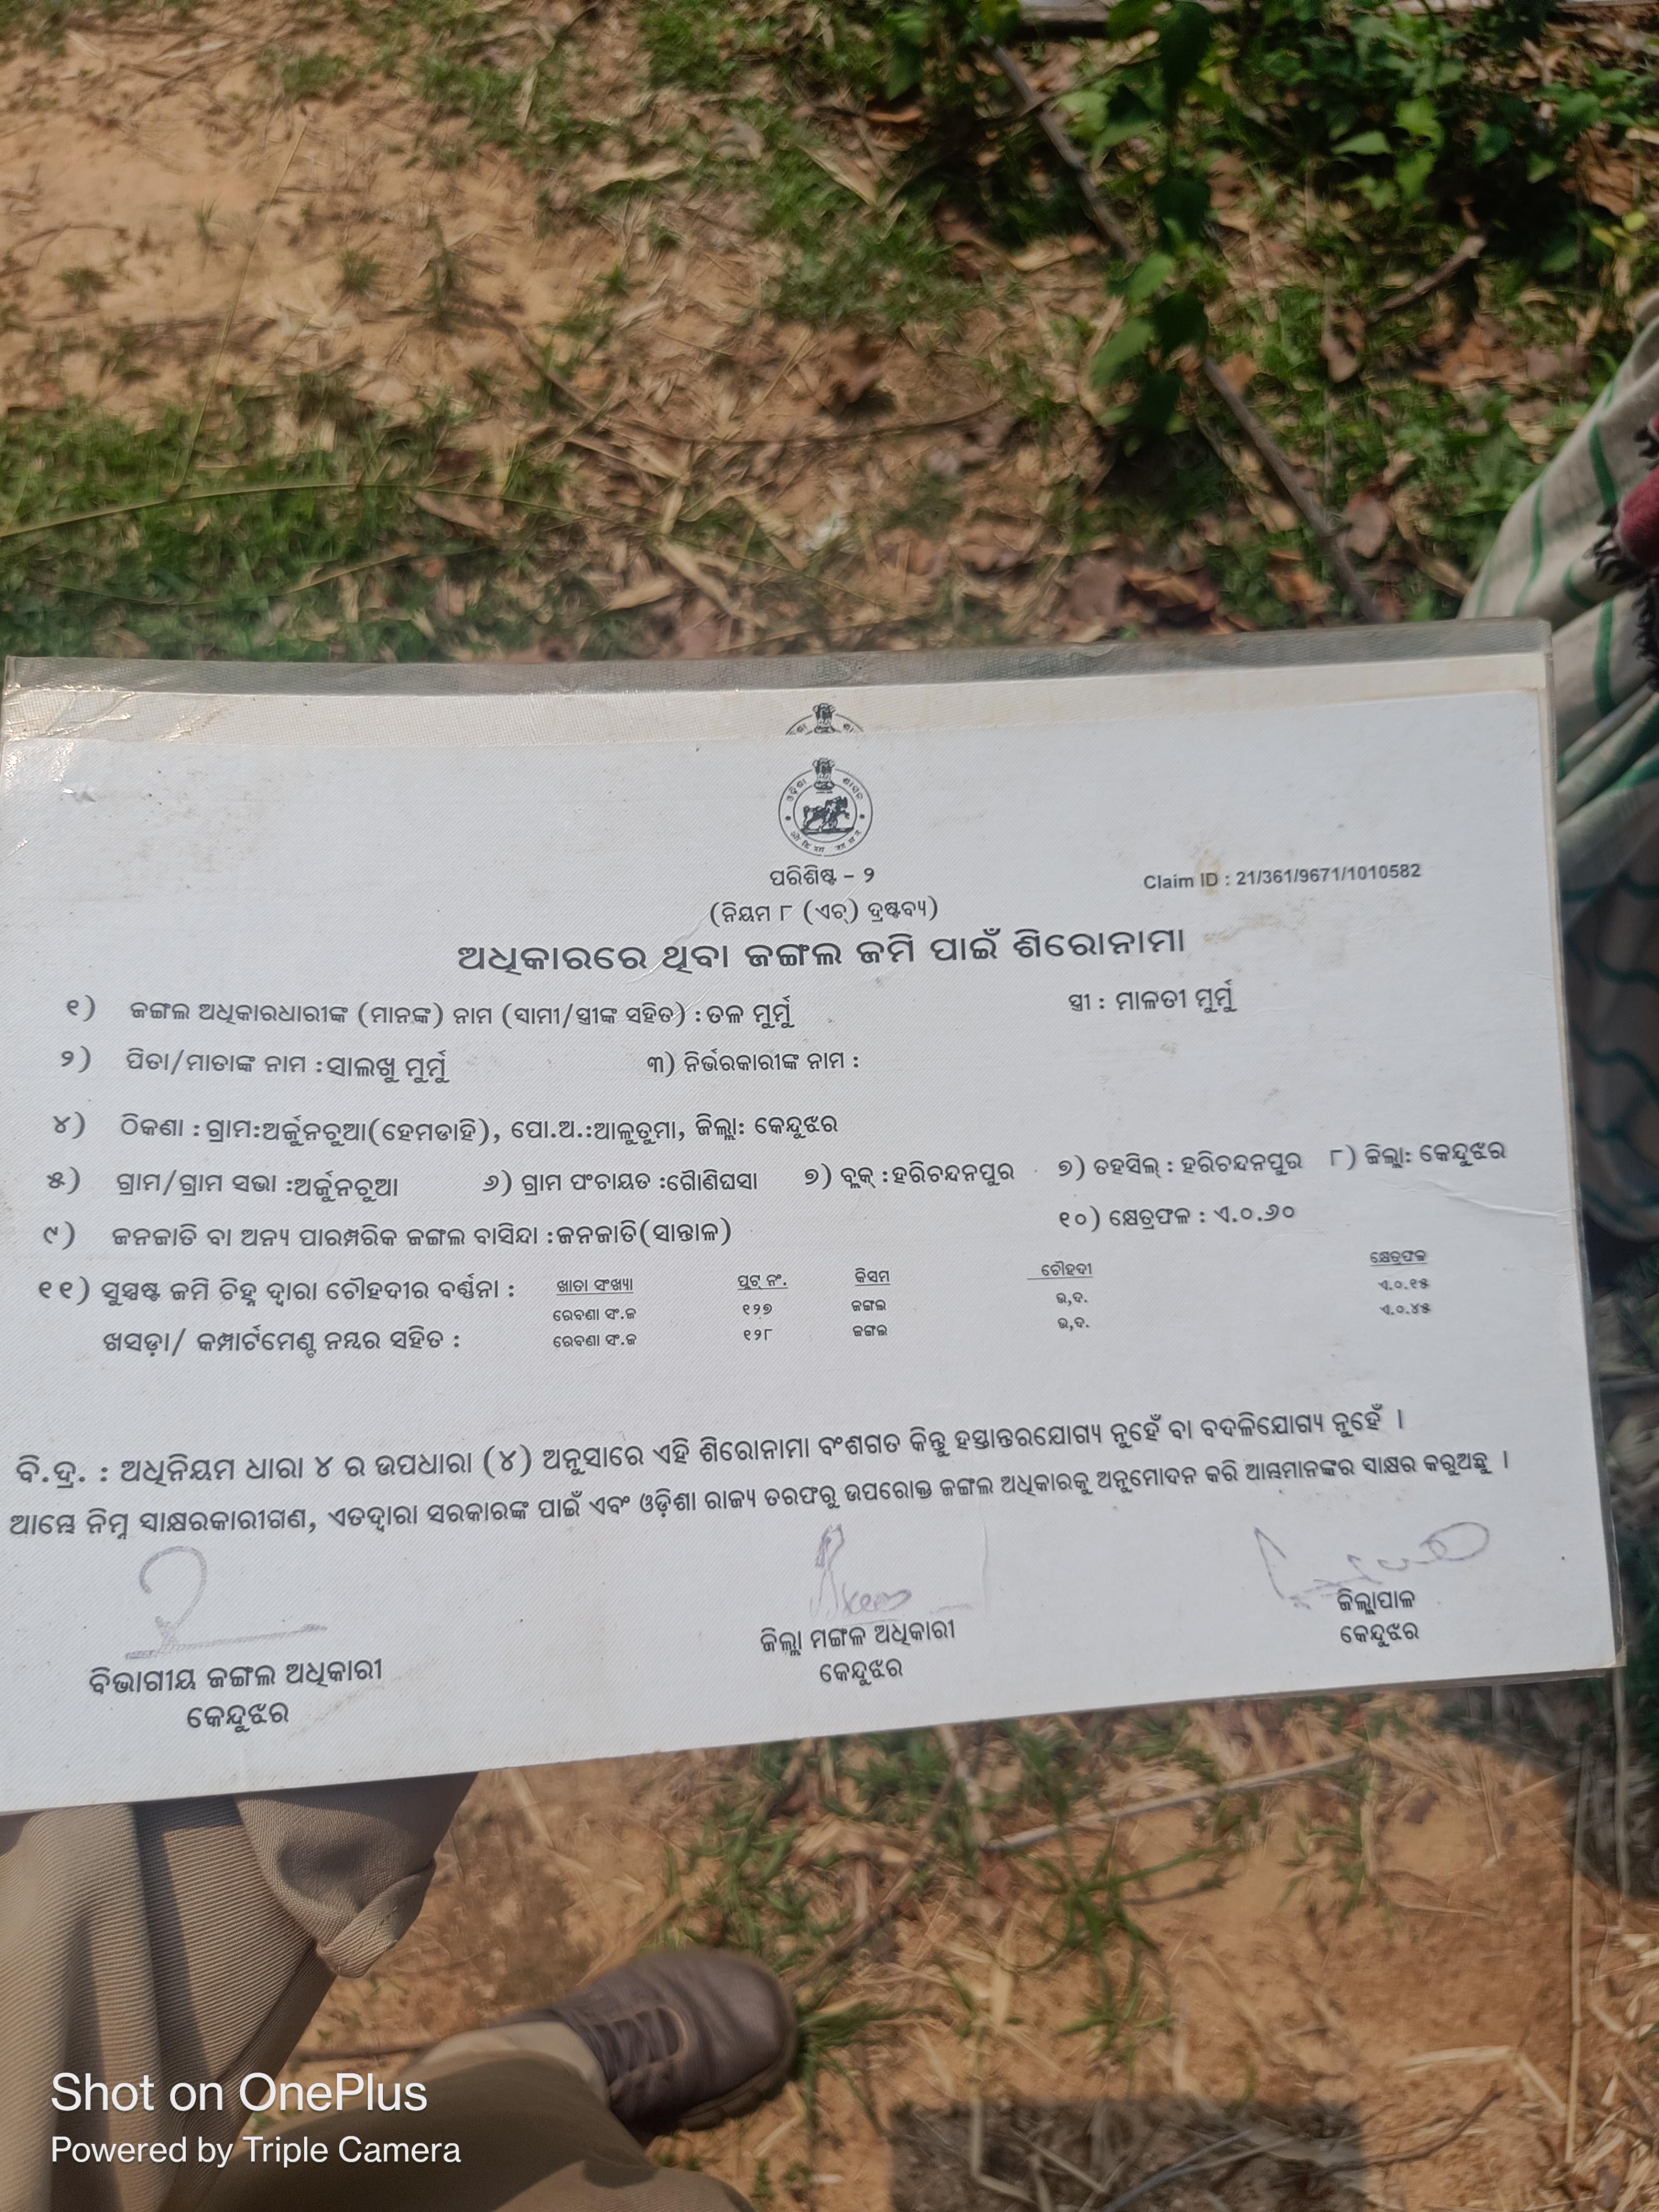 ଓଡ଼ିଶା ଶାସନ
ପରିଶିଷ୍ଟ – ୨
Claim ID : 21/361/9671/1010582
(ନିୟମ ୮ (ଏଚ୍) ଦ୍ରଷ୍ଟବ୍ୟ)
ଅଧିକାରରେ ଥିବା ଜଙ୍ଗଲ ଜମି ପାଇଁ ଶିରୋନାମା
୧) ଜଙ୍ଗଲ ଅଧିକାରଧାରୀଙ୍କ (ମାନଙ୍କ) ନାମ (ସ୍ବାମୀ/ସ୍ତ୍ରୀଙ୍କ ସହିତ) : ତଳ ମୁର୍ମୁ ସ୍ତ୍ରୀ : ମାଳତୀ ମୁର୍ମୁ
୨) ପିତା/ମାତାଙ୍କ ନାମ : ସାଲଖୁ ମୁର୍ମୁ ୩) ନିର୍ଭରକାରୀଙ୍କ ନାମ :
୪) ଠିକଣା : ଗ୍ରାମ:ଅର୍ଜୁନଚୁଆ(ହେମଡାହି), ପୋ.ଅ.:ଆଳୁତୁମା, ଜିଲ୍ଲା: କେନ୍ଦୁଝର
୫) ଗ୍ରାମ/ଗ୍ରାମ ସଭା :ଅର୍ଜୁନଚୁଆ ୬) ଗ୍ରାମ ପଂଚାୟତ :ଗୌଣିଘସା ୭) ବ୍ଲକ୍ :ହରିଚନ୍ଦନପୁର ୭) ତହସିଲ୍ : ହରିଚନ୍ଦନପୁର ୮) ଜିଲ୍ଲା: କେନ୍ଦୁଝର
୯) ଜନଜାତି ବା ଅନ୍ୟ ପାରମ୍ପରିକ ଜଙ୍ଗଲ ବାସିନ୍ଦା :ଜନଜାତି(ସାନ୍ତାଳ) ୧୦) କ୍ଷେତ୍ରଫଳ : ଏ.୦.୬୦
୧୧) ସୁସ୍ପଷ୍ଟ ଜମି ଚିହ୍ନ ଦ୍ୱାରା ଚୌହଦୀର ବର୍ଣ୍ଣନା : ଖାତା ସଂଖ୍ୟା ପ୍ଲଟ୍ ନଂ. କିସମ ଚୌହଦୀ କ୍ଷେତ୍ରଫଳ
ରେବଣା ସଂ.ଜ ୧୨୭ ଜଙ୍ଗଲ ଉ,ଦ. ଏ.୦.୧୫
ଖସଡ଼ା/ କମ୍ପାର୍ଟମେଣ୍ଟ ନମ୍ବର ସହିତ : ରେବଣା ସଂ.ଜ ୧୨୮ ଜଙ୍ଗଲ ଉ,ଦ. ଏ.୦.୪୫
ବି.ଦ୍ର. : ଅଧିନିୟମ ଧାରା ୪ ର ଉପଧାରା (୪) ଅନୁସାରେ ଏହି ଶିରୋନାମା ବଂଶଗତ କିନ୍ତୁ ହସ୍ତାନ୍ତରଯୋଗ୍ୟ ନୁହେଁ ବା ବଦଳିଯୋଗ୍ୟ ନୁହେଁ ।
ଆମ୍ଭେ ନିମ୍ନ ସାକ୍ଷରକାରୀଗଣ, ଏତଦ୍ୱାରା ସରକାରଙ୍କ ପାଇଁ ଏବଂ ଓଡ଼ିଶା ରାଜ୍ୟ ତରଫରୁ ଉପରୋକ୍ତ ଜଙ୍ଗଲ ଅଧିକାରକୁ ଅନୁମୋଦନ କରି ଆମ୍ଭମାନଙ୍କର ସାକ୍ଷର କରୁଅଛୁ ।
ବିଭାଗୀୟ ଜଙ୍ଗଲ ଅଧିକାରୀ ଜିଲ୍ଲା ମଙ୍ଗଳ ଅଧିକାରୀ ଜିଲ୍ଲାପାଳ
କେନ୍ଦୁଝର କେନ୍ଦୁଝର କେନ୍ଦୁଝର
Shot on OnePlus
Powered by Triple Camera